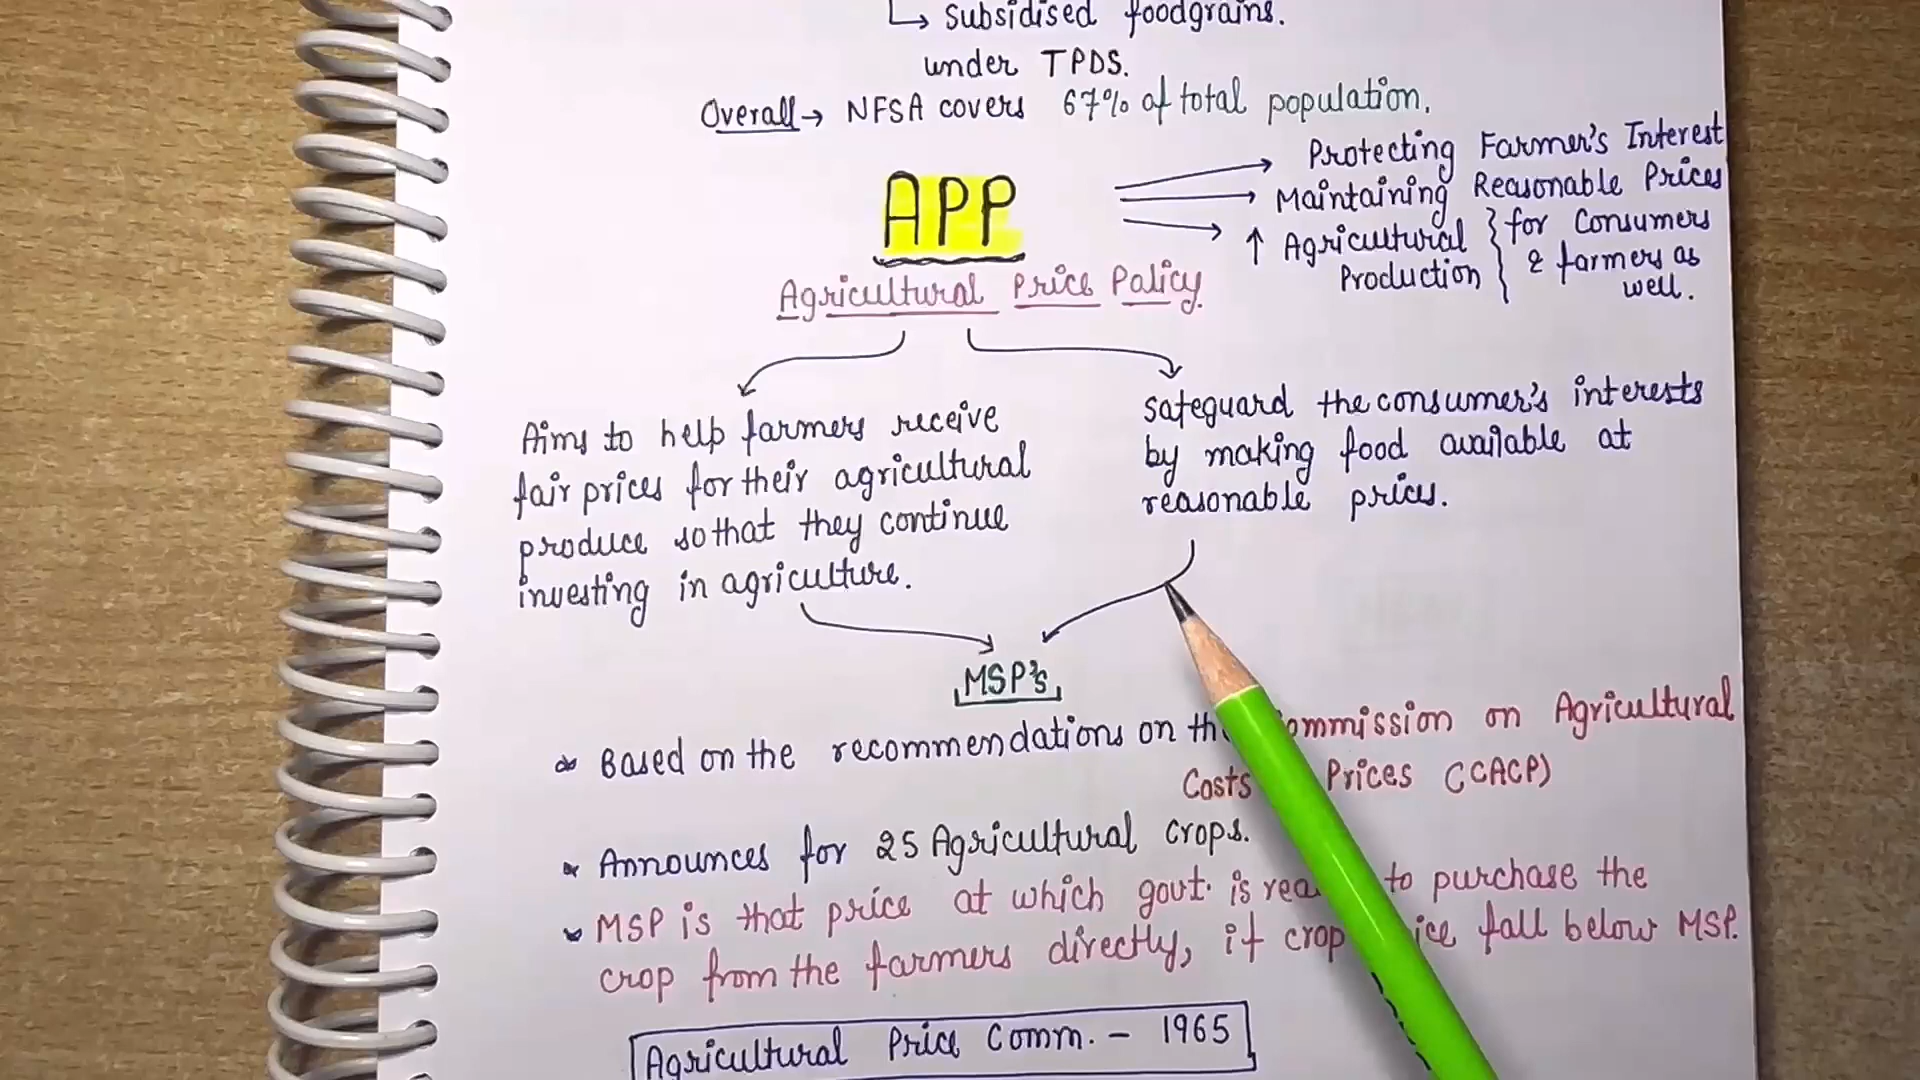 ↳ Subsidised foodgrains.
under TPDS.
Overall → NFSA covers 67% of total population.
APP
Agricultural Price Policy
Protecting Farmer's Interest
Maintaining Reasonable Prices
↑ Agricultural Production } for Consumers & farmers as well.
Aims to help farmers receive
fair prices for their agricultural
produce so that they continue
investing in agriculture.
Safeguard the consumer's interests
by making food available at
reasonable prices.
MSP's
Based on the recommendations on the Commission on Agricultural
Costs Prices (CACP)
Announces for 25 Agricultural crops.
MSP is that price at which govt. is to purchase the
crop from the farmers directly, if crop fall below MSP.
Agricultural Price Comm. - 1965